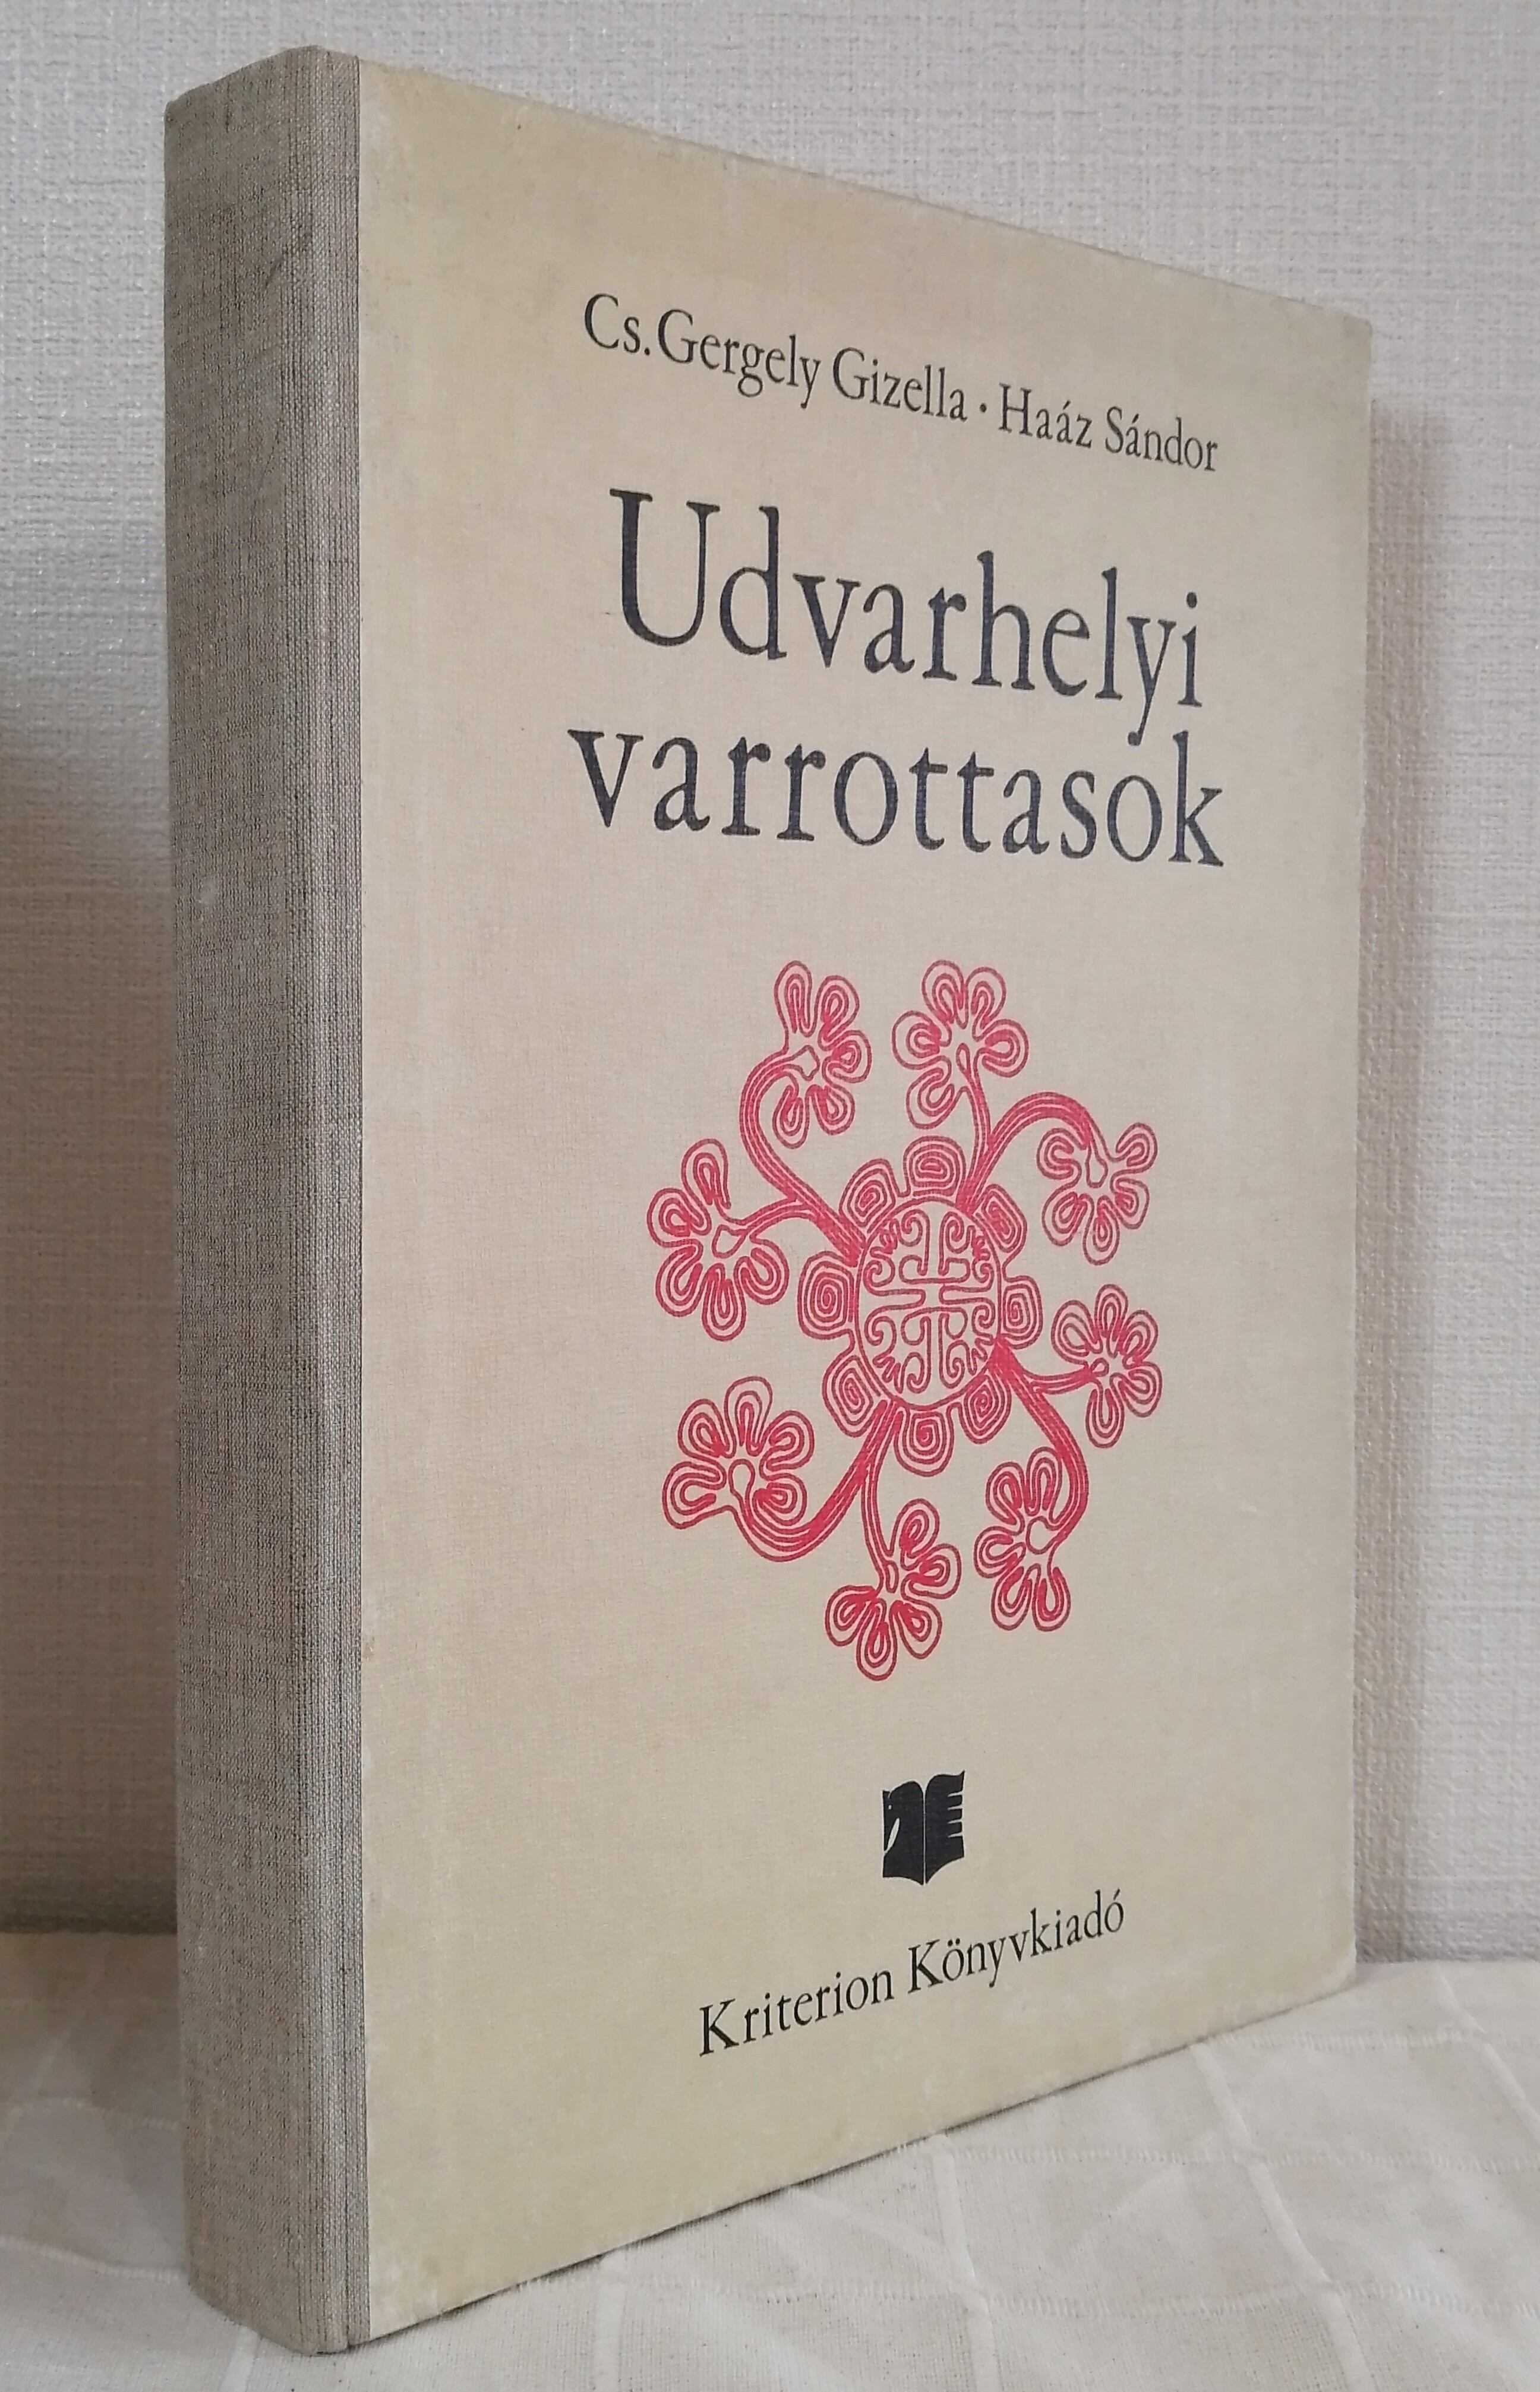 Cs. Gergely Gizella · Haáz Sándor
Udvarhelyi
varrottasok
Kriterion Könyvkiadó